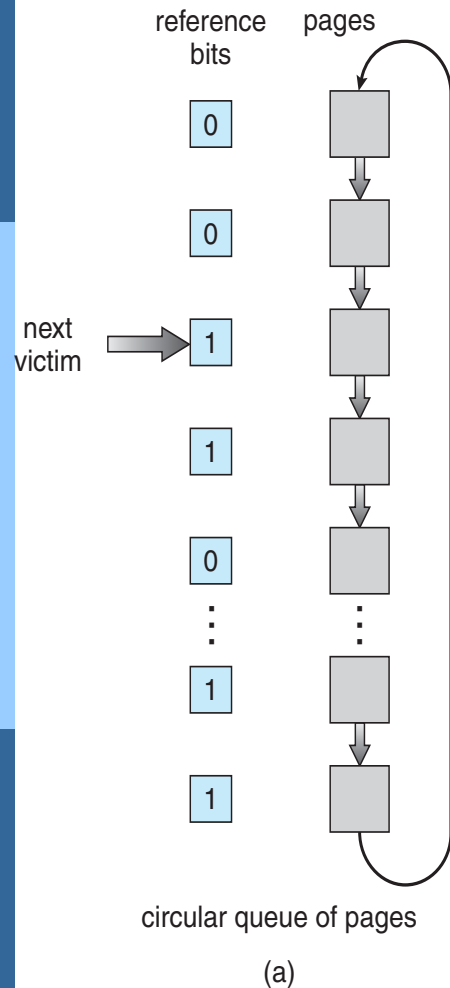 reference pages
bits
0
0
next
victim
1
1
0
1
1
circular queue of pages
(a)